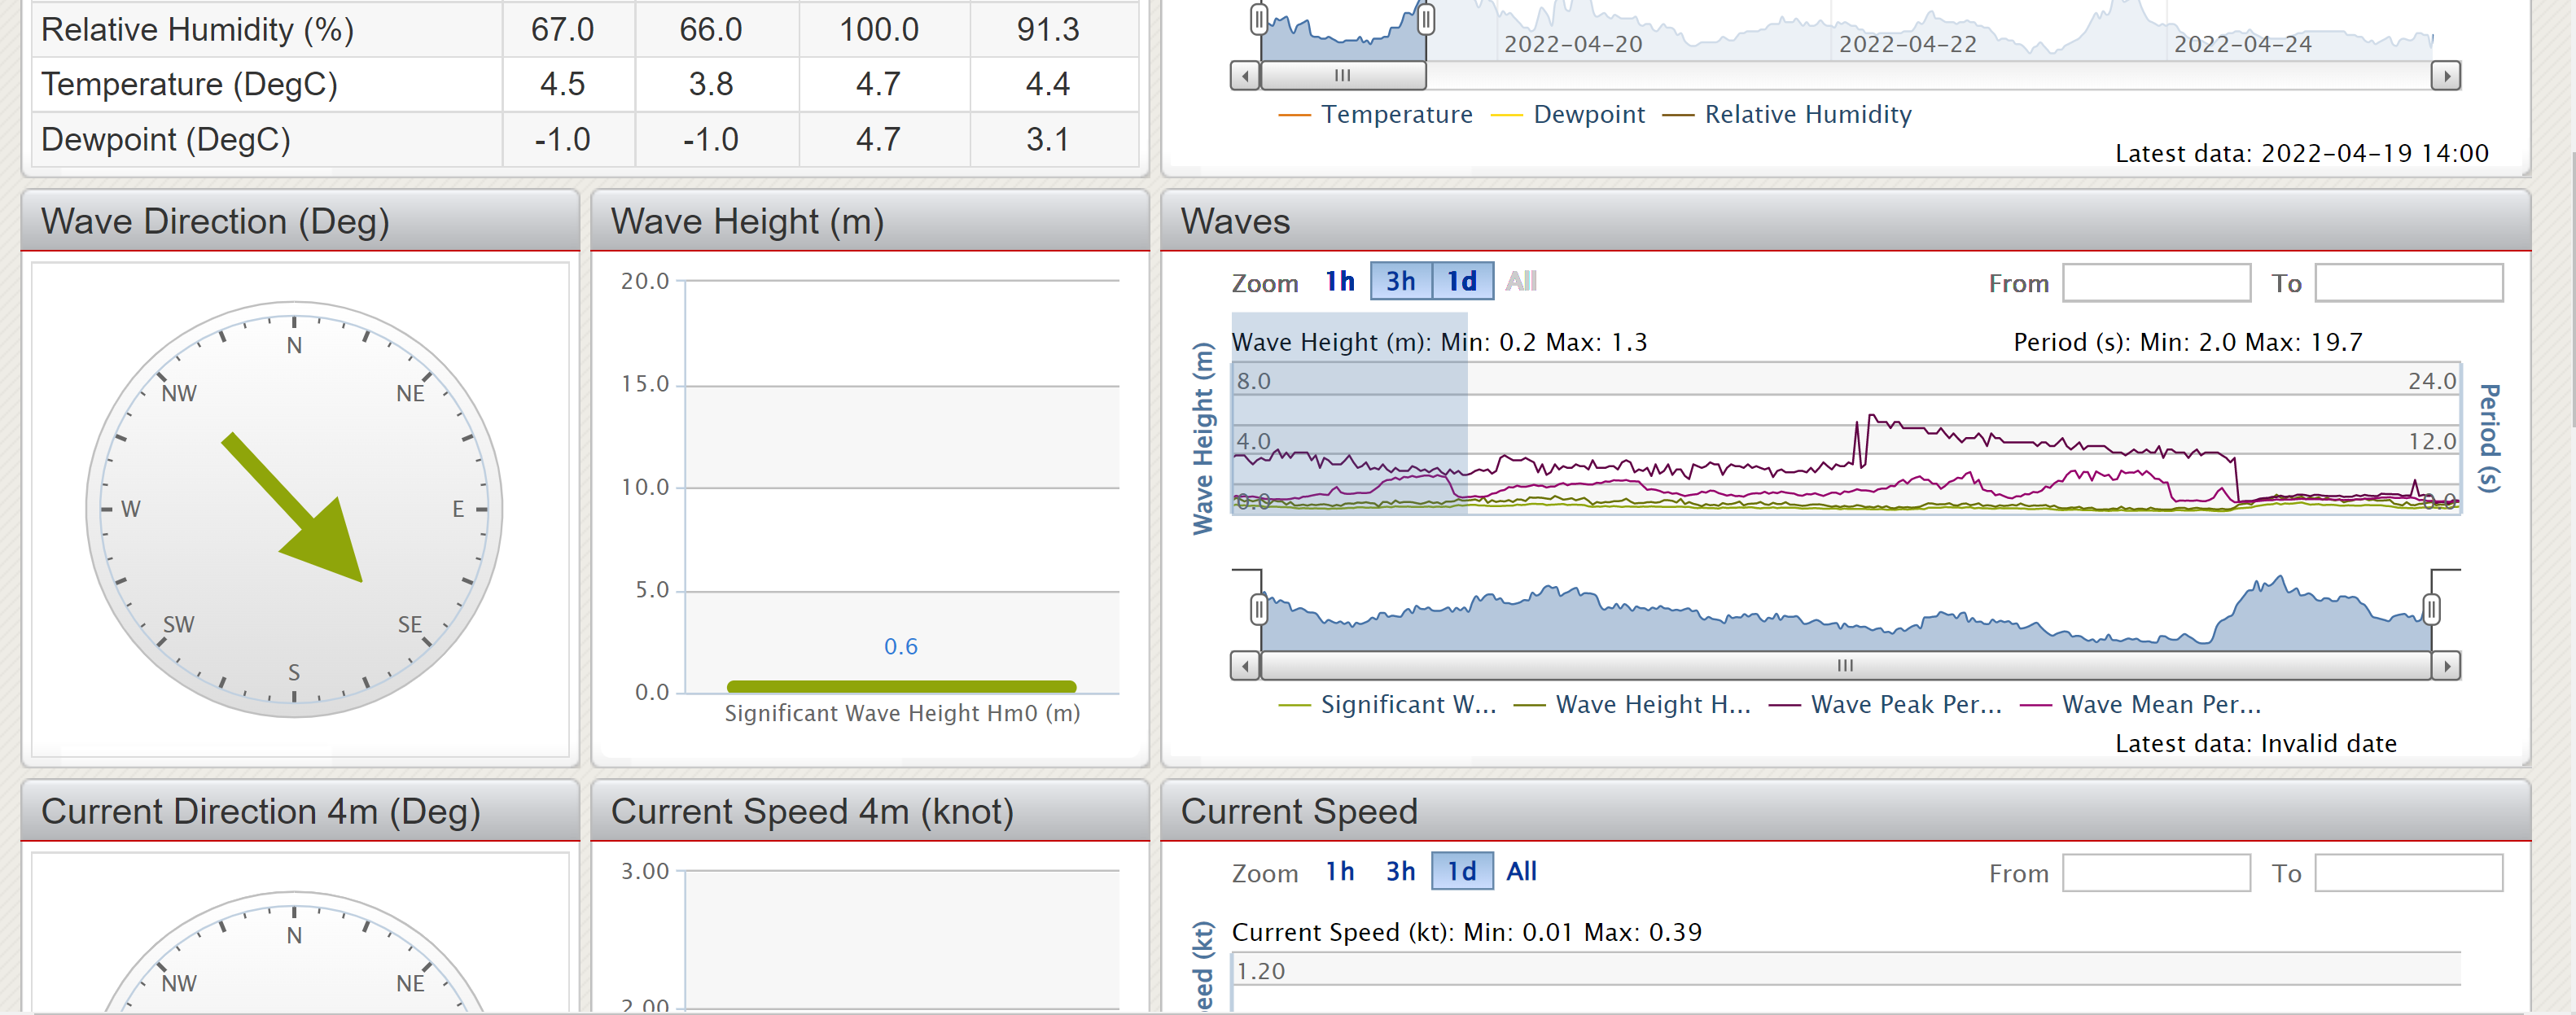 Relative Humidity (%) 67.0 66.0 100.0 91.3
Temperature (DegC) 4.5 3.8 4.7 4.4
Dewpoint (DegC) -1.0 -1.0 4.7 3.1
2022-04-20 2022-04-22 2022-04-24
Temperature Dewpoint Relative Humidity
Latest data: 2022-04-19 14:00
Wave Direction (Deg)
N
NW NE
W E
SW SE
S
Wave Height (m)
20.0
15.0
10.0
5.0
0.6
0.0
Significant Wave Height Hm0 (m)
Waves
Zoom 1h 3h 1d All From To
Wave Height (m): Min: 0.2 Max: 1.3 Period (s): Min: 2.0 Max: 19.7
Wave Height (m)
8.0 24.0
4.0 12.0
0.0 0.0
Period (s)
Significant W... Wave Height H... Wave Peak Per... Wave Mean Per...
Latest data: Invalid date
Current Direction 4m (Deg)
N
NW NE
Current Speed 4m (knot)
3.00
2.00
Current Speed
Zoom 1h 3h 1d All From To
Current Speed (kt): Min: 0.01 Max: 0.39
eed (kt)
1.20